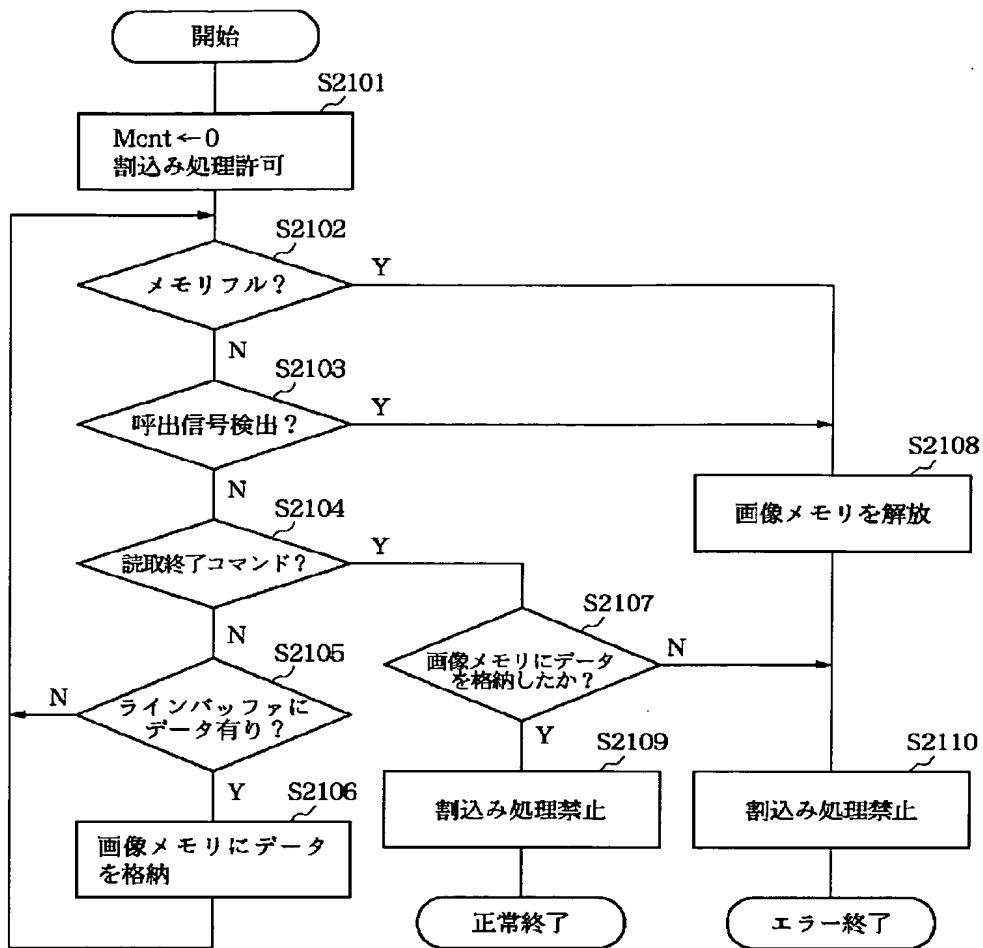 開始
S2101
Mcnt←0
割込み処理許可
S2102
メモリフル?
Y
N
S2103
呼出信号検出?
Y
N
S2104
読取終了コマンド?
Y
N
S2105
ラインバッファに
データ有り?
N
Y
S2106
画像メモリにデータ
を格納
S2107
画像メモリにデータ
を格納したか?
N
Y
S2108
画像メモリを解放
S2109
割込み処理禁止
正常終了
S2110
割込み処理禁止
エラー終了